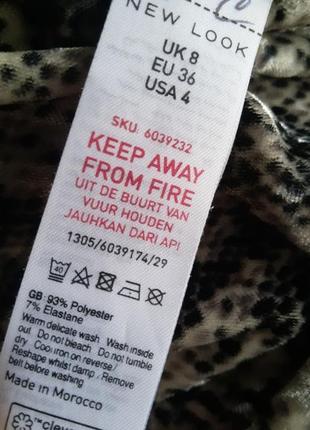 NEW LOOK
UK 8
EU 36
USA 4
SKU. 6039232
KEEP AWAY
FROM FIRE
UIT DE BUURT VAN
VUUR HOUDEN
JAUHKAN DARI API
1305/6039174/29
40
GB: 93% Polyester
7% Elastane
Warm delicate wash. Wash inside
out. Do not bleach. Do not tumble
dry. Cool iron on reverse/
Reshape whilst damp./ Remove
belt before washing
Made in Morocco